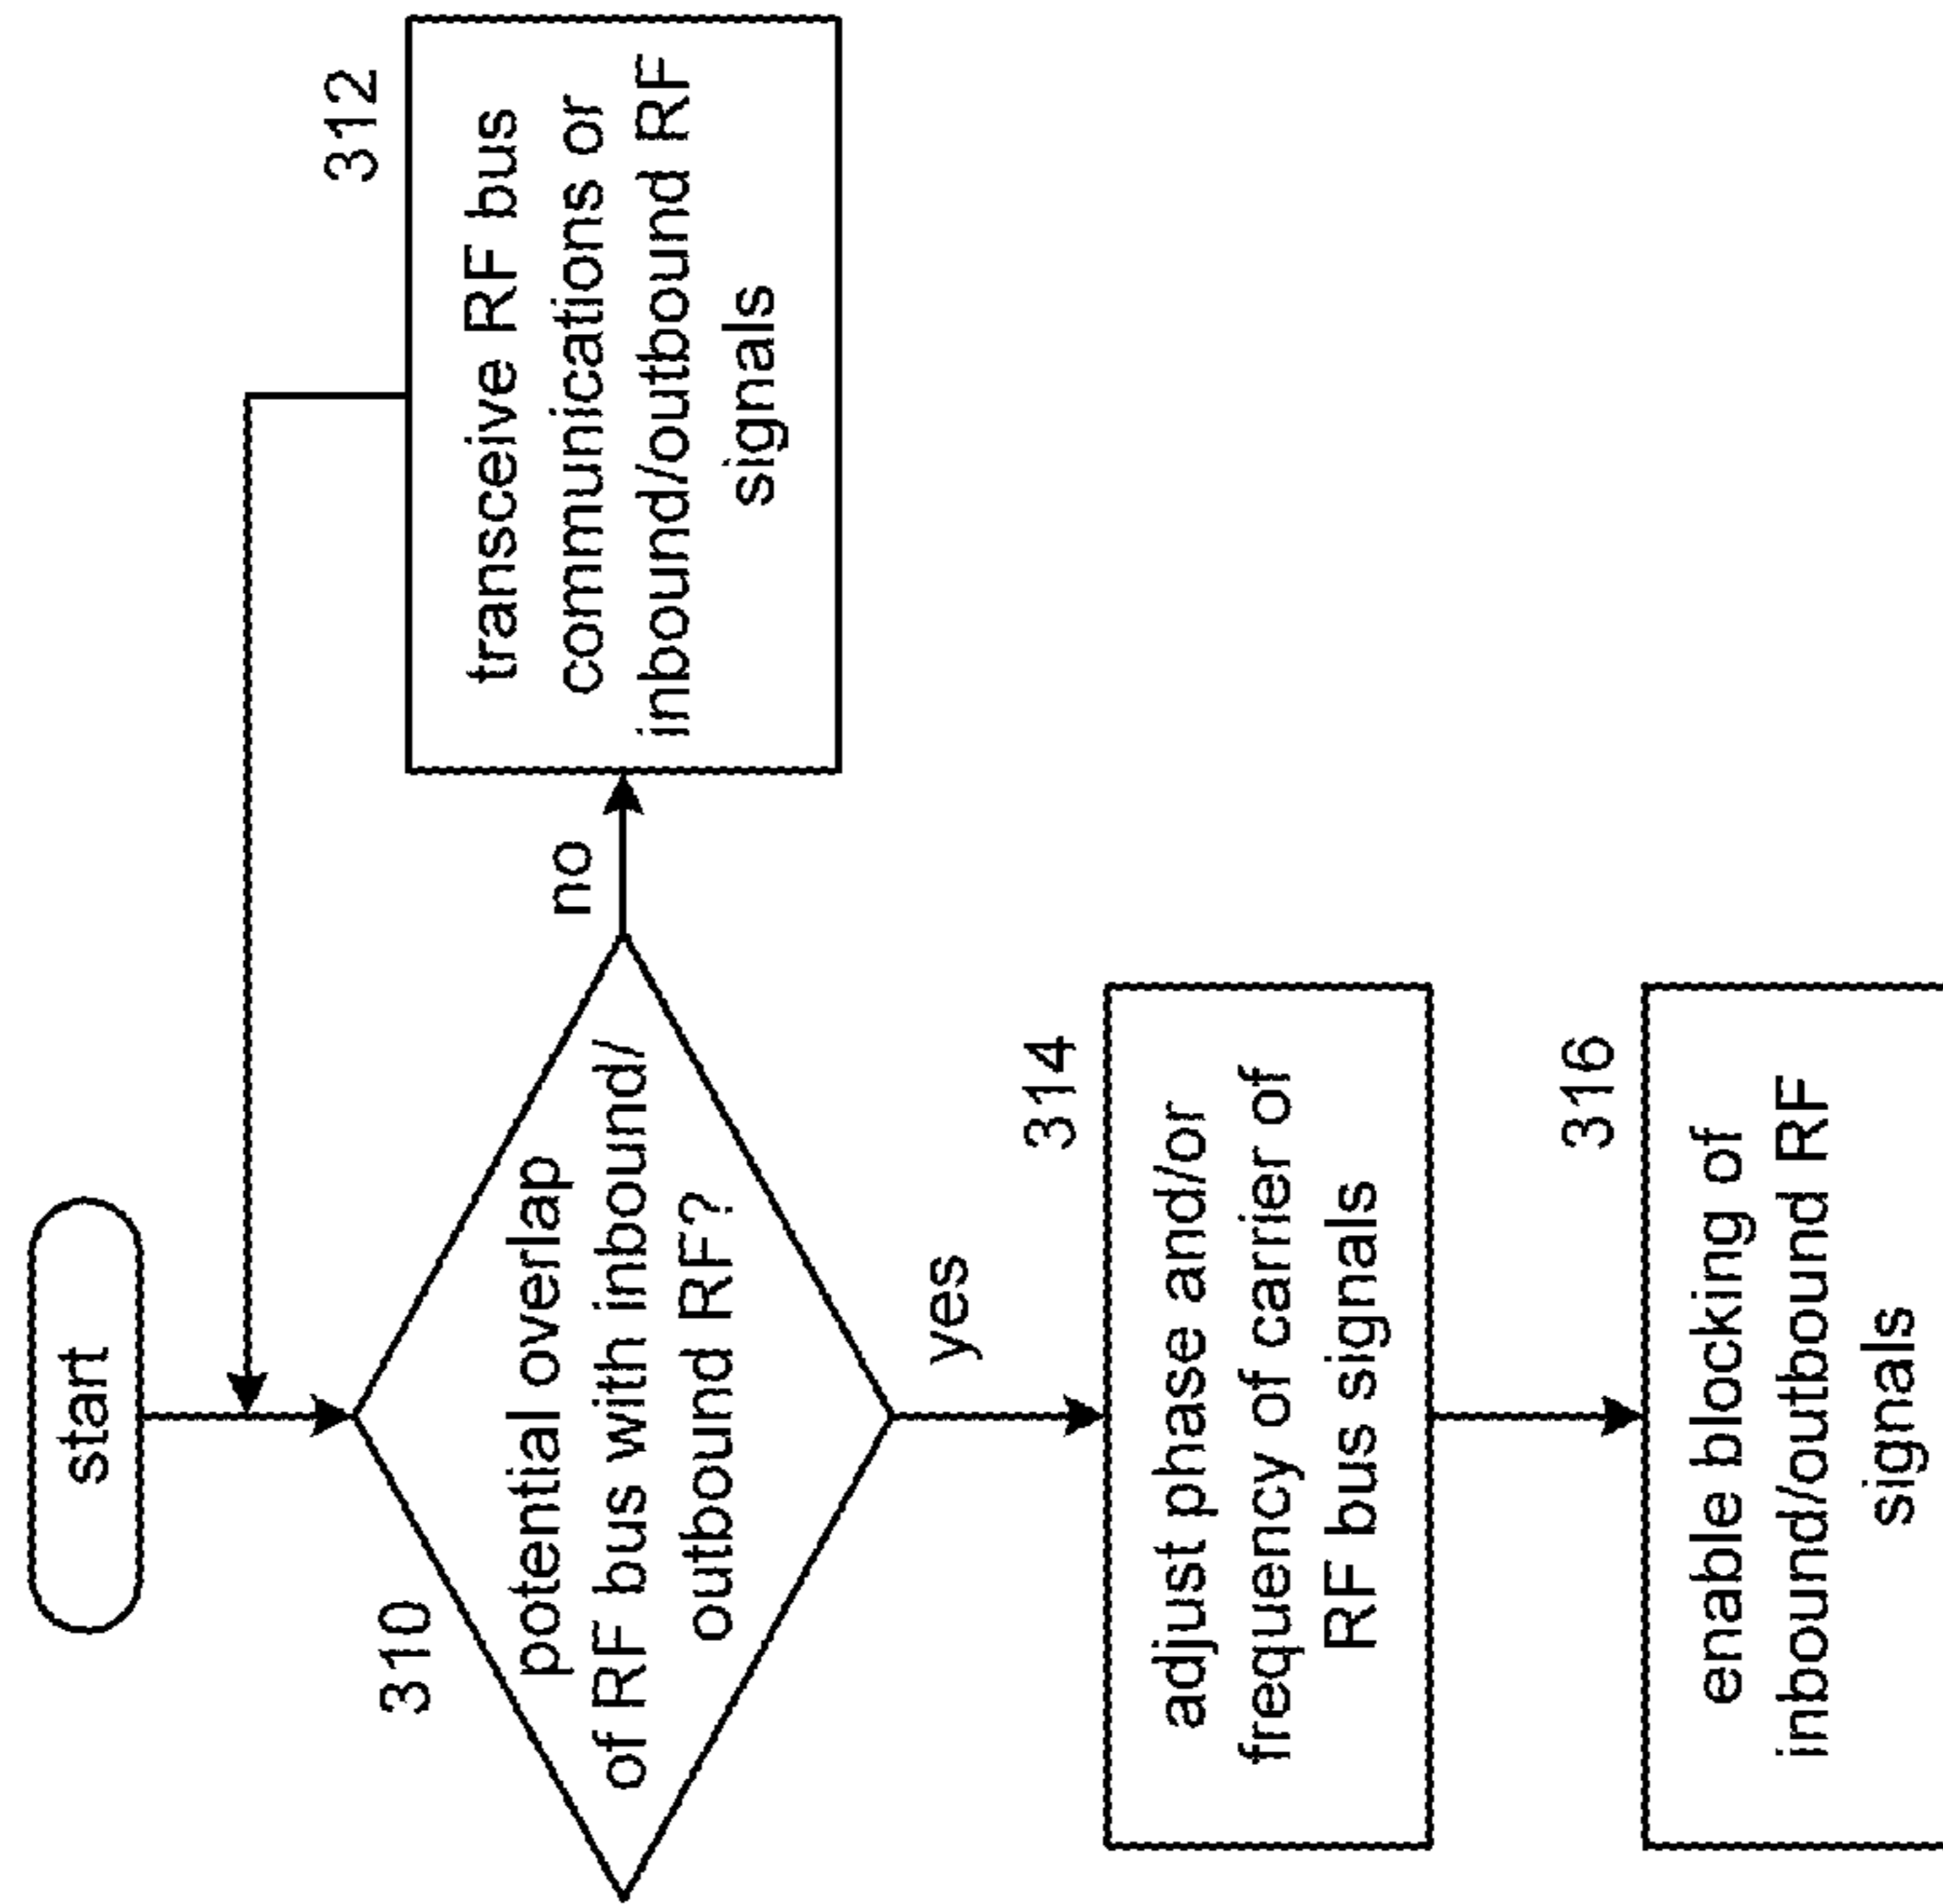 start
310
potential overlap
of RF bus with inbound/
outbound RF?
no
312
transceive RF bus
communications or
inbound/outbound RF
signals
yes
314
adjust phase and/or
frequency of carrier of
RF bus signals
316
enable blocking of
inbound/outbound RF
signals